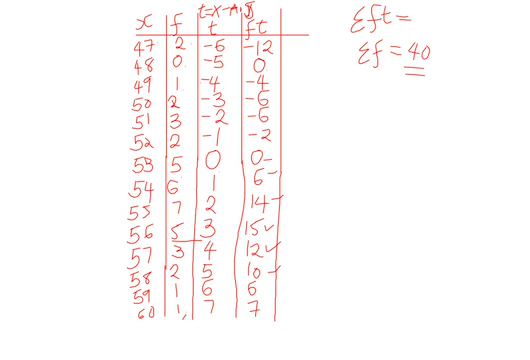 x f t=x-A ft
47 2 -6 -12
48 0 -5 0
49 1 -4 -4
50 2 -3 -6
51 3 -2 -6
52 2 -1 -2
53 5 0 0
54 6 1 6
55 7 2 14
56 5 3 15
57 3 4 12
58 2 5 10
59 1 6 6
60 1 7 7
Σft =
Σf = 40